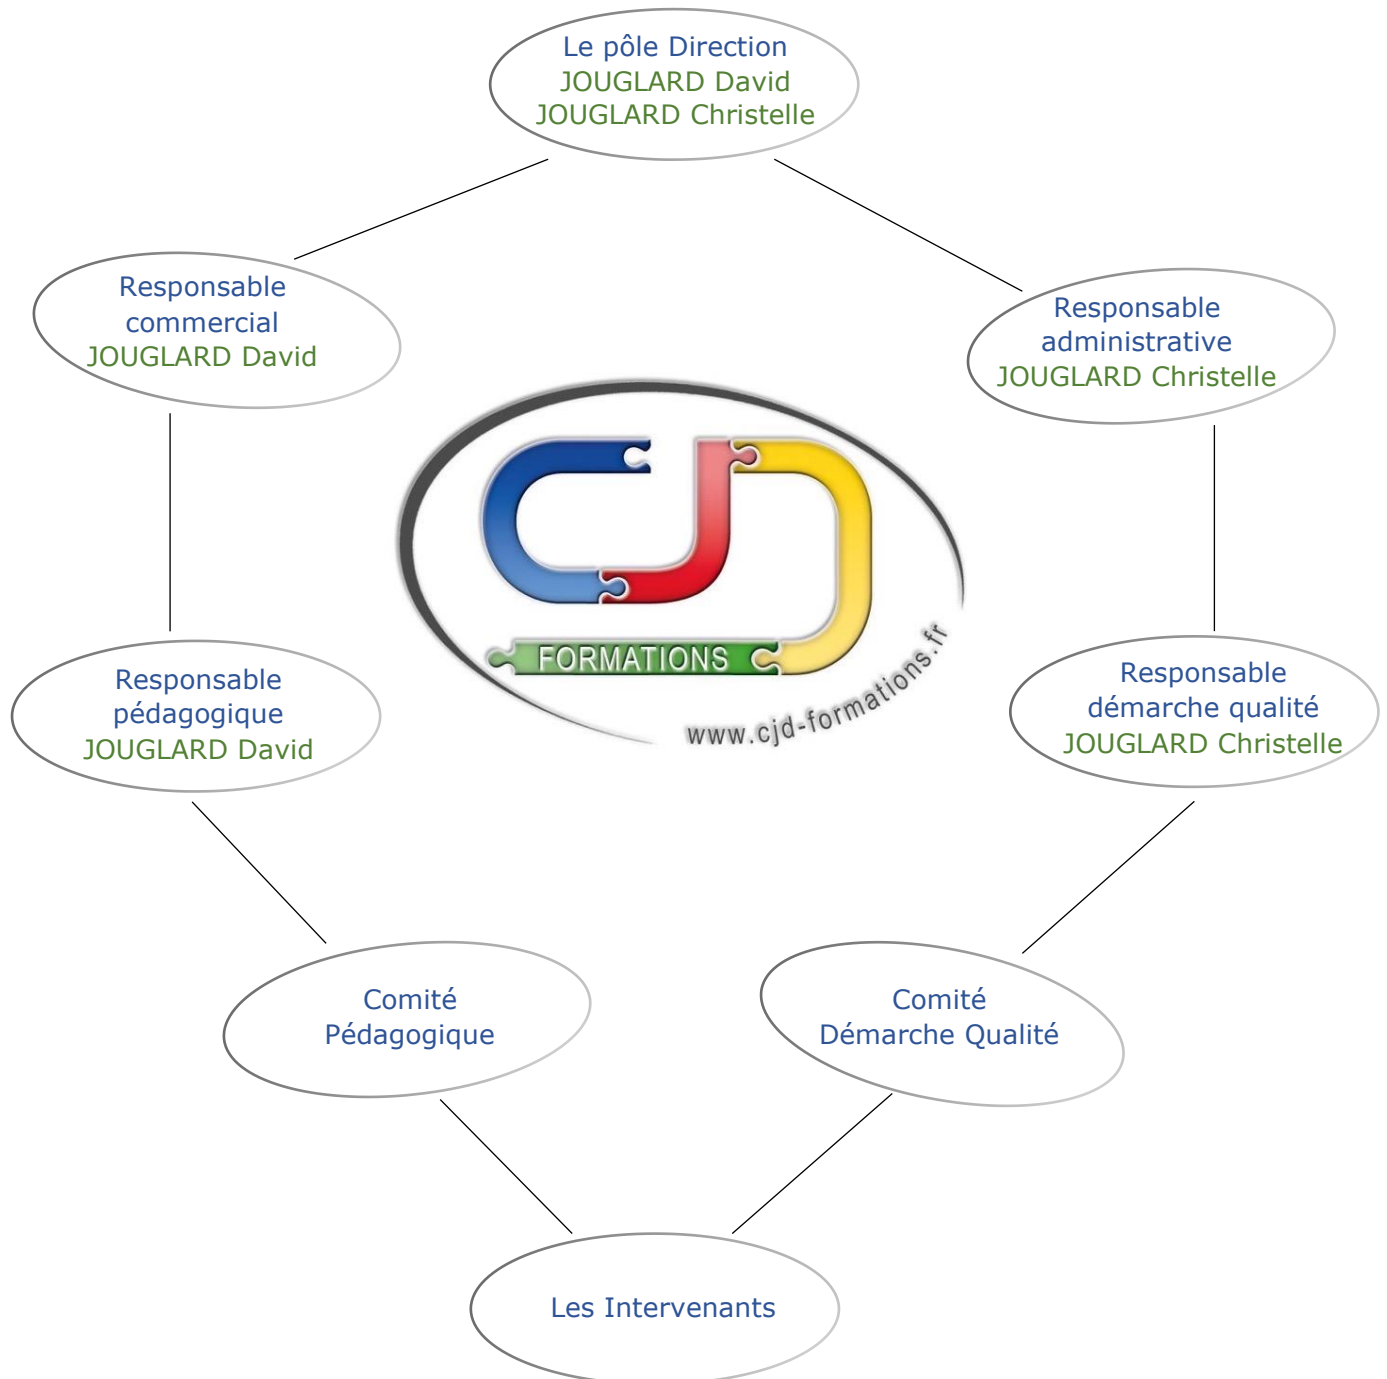 Le pôle Direction
JOUGLARD David
JOUGLARD Christelle
Responsable
commercial
JOUGLARD David
Responsable
administrative
JOUGLARD Christelle
CJD
FORMATIONS
www.cjd-formations.fr
Responsable
pédagogique
JOUGLARD David
Responsable
démarche qualité
JOUGLARD Christelle
Comité
Pédagogique
Comité
Démarche Qualité
Les Intervenants